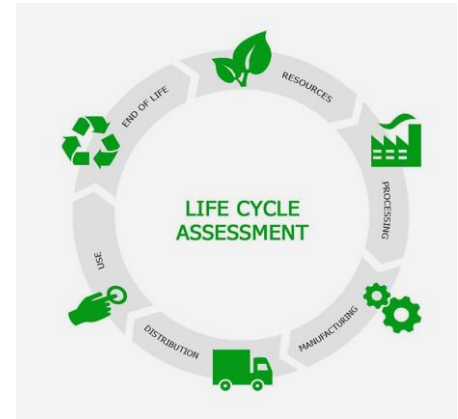 LIFE CYCLE
ASSESSMENT
RESOURCES
PROCESSING
MANUFACTURING
DISTRIBUTION
USE
END OF LIFE